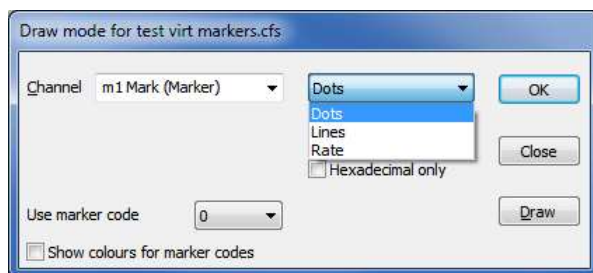 Draw mode for test virt markers.cfs
Channel m1 Mark (Marker) Dots OK
Dots
Lines
Rate Close
Hexadecimal only
Use marker code 0 Draw
Show colours for marker codes